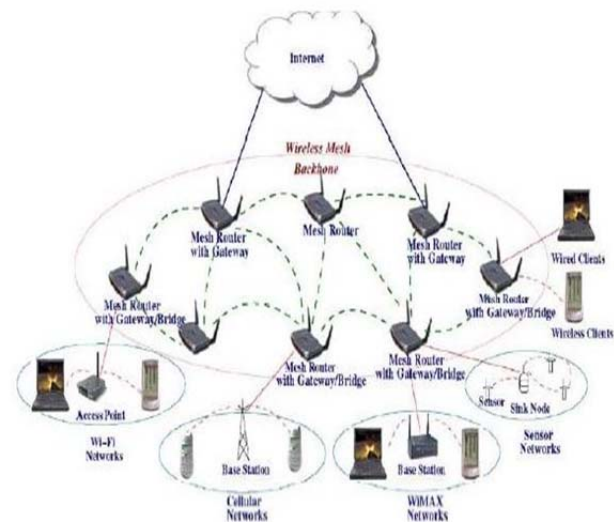 Internet
Wireless Mesh
Backbone
Mesh Router
with Gateway
Mesh Router
Mesh Router
with Gateway
Wired Clients
Mesh Router
with Gateway/Bridge
Mesh Router
with Gateway/Bridge
Wireless Clients
Mesh Router
with Gateway/Bridge
Mesh Router
with Gateway/Bridge
Access Point
Wi-Fi
Networks
Base Station
Cellular
Networks
Base Station
WiMAX
Networks
Sensor
Sink Node
Sensor
Networks